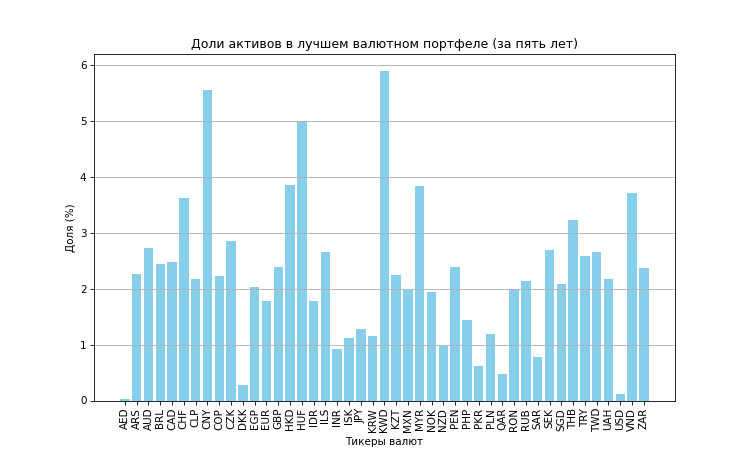 Доли активов в лучшем валютном портфеле (за пять лет)
Доля (%)
6
5
4
3
2
1
0
AED ARS AUD BRL CAD CHF CLP CNY COP CZK DKK EGP EUR GBP HKD HUF IDR ILS INR ISK JPY KRW KWD KZT MXN MYR NOK NZD PEN PHP PKR PLN QAR RON RUB SAR SEK SGD THB TRY TWD UAH USD VND ZAR
Тикеры валют